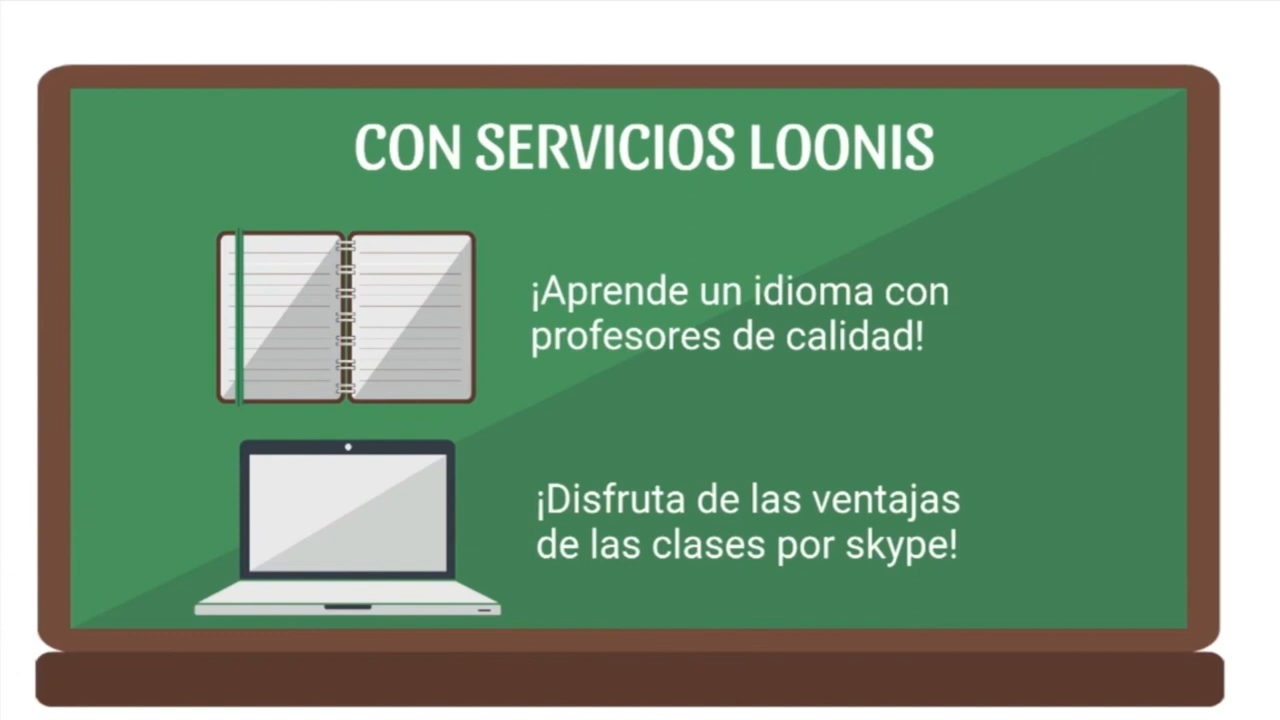 CON SERVICIOS LOONIS
¡Aprende un idioma con
profesores de calidad!
¡Disfruta de las ventajas
de las clases por skype!